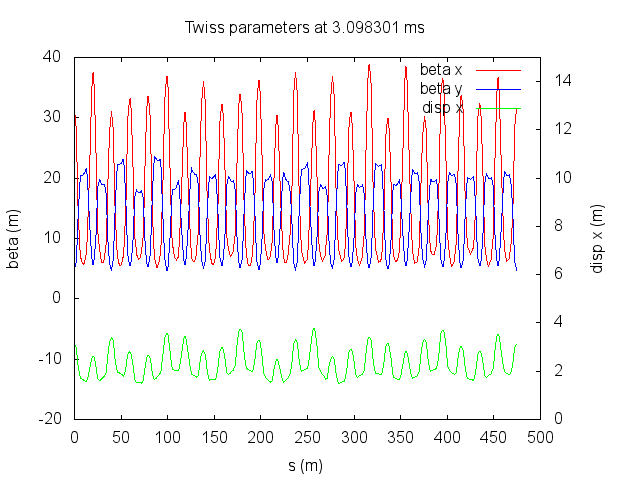 Twiss parameters at 3.098301 ms
beta x
beta y
disp x
40
30
20
10
0
-10
-20
14
12
10
8
6
4
2
0
beta (m)
disp x (m)
0 50 100 150 200 250 300 350 400 450 500
s (m)